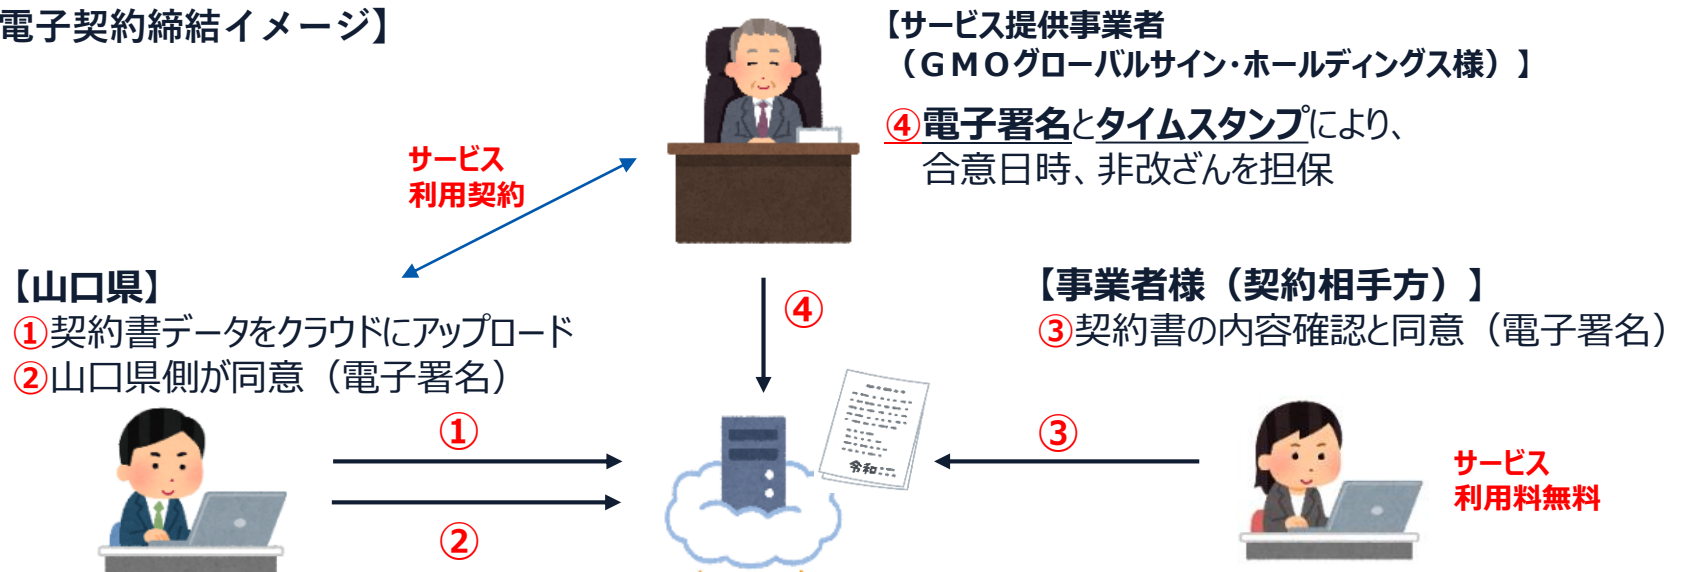 電子契約締結イメージ】
【サービス提供事業者
（ＧＭＯグローバルサイン・ホールディングス様）】
④電子署名とタイムスタンプにより、
合意日時、非改ざんを担保
サービス
利用契約
【山口県】
①契約書データをクラウドにアップロード
②山口県側が同意（電子署名）
④
【事業者様（契約相手方）】
③契約書の内容確認と同意（電子署名）
①
②
令和
③
サービス
利用料無料